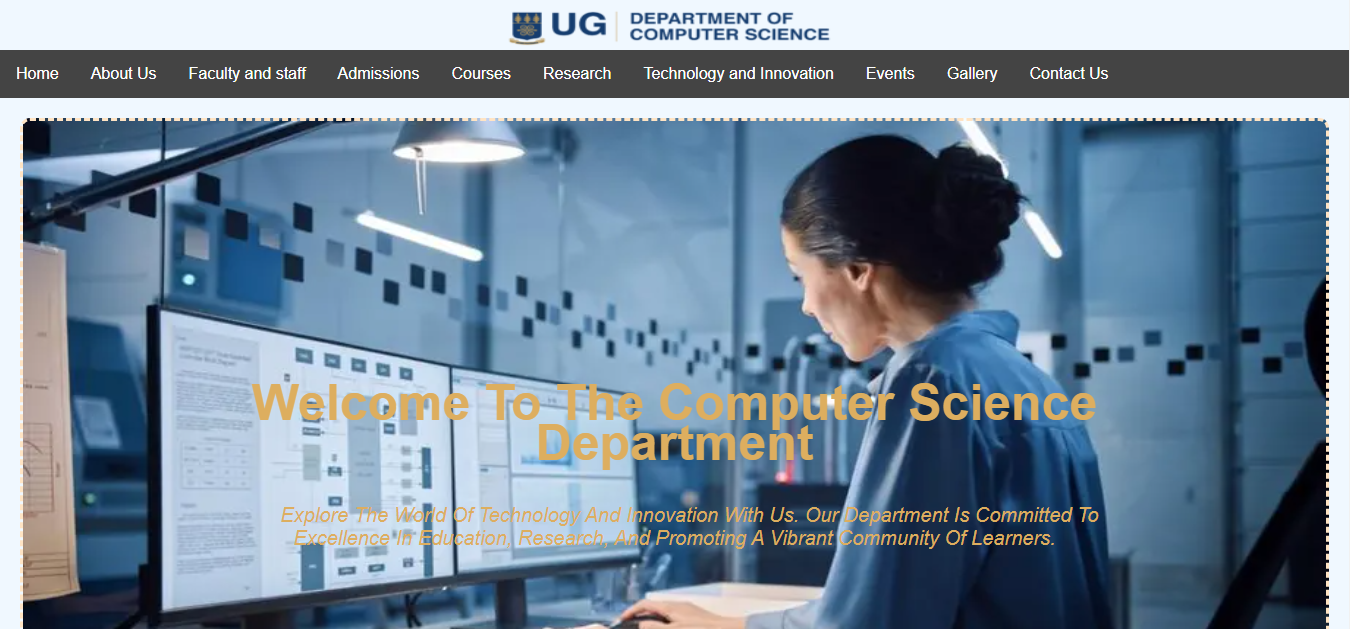 UG
DEPARTMENT OF
COMPUTER SCIENCE
Home About Us Faculty and staff Admissions Courses Research Technology and Innovation Events Gallery Contact Us
Welcome To The Computer Science
Department
Explore The World Of Technology And Innovation With Us. Our Department Is Committed To
Excellence In Education, Research, And Promoting A Vibrant Community Of Learners.